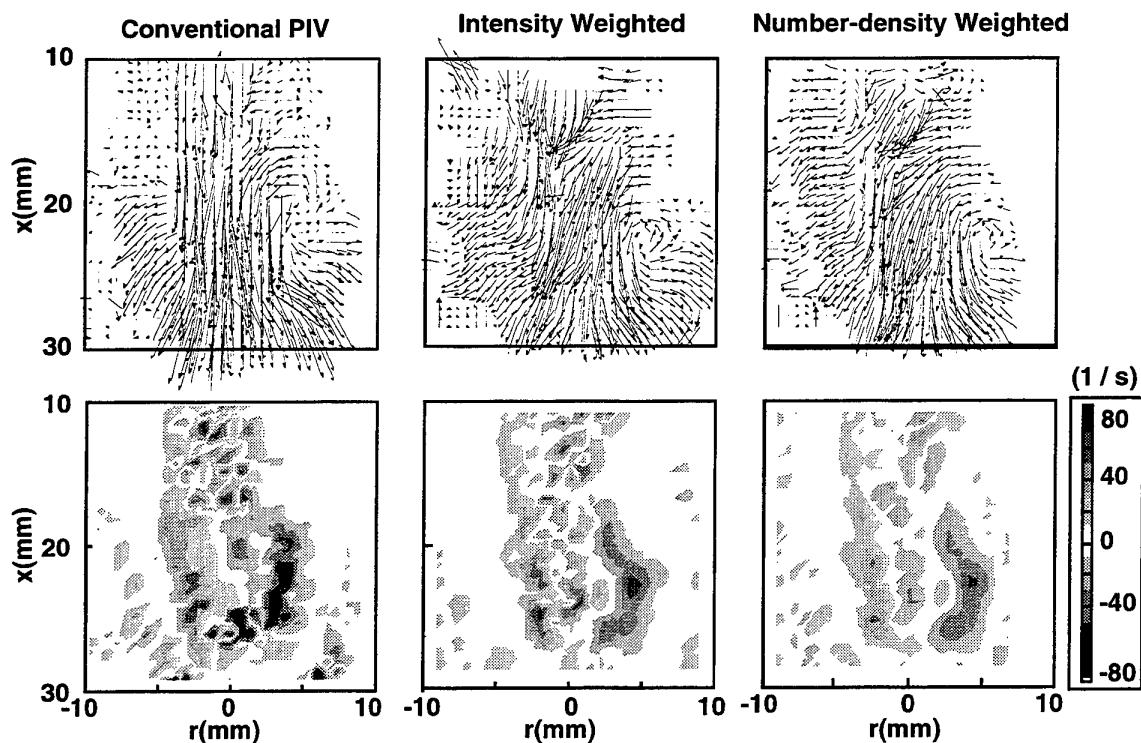 Conventional PIV
Intensity Weighted
Number-density Weighted
10
20
30
x(mm)
(1 / s)
10
20
30
x(mm)
80
40
0
-40
-80
-10
0
10
-10
0
10
-10
0
10
r(mm)
r(mm)
r(mm)